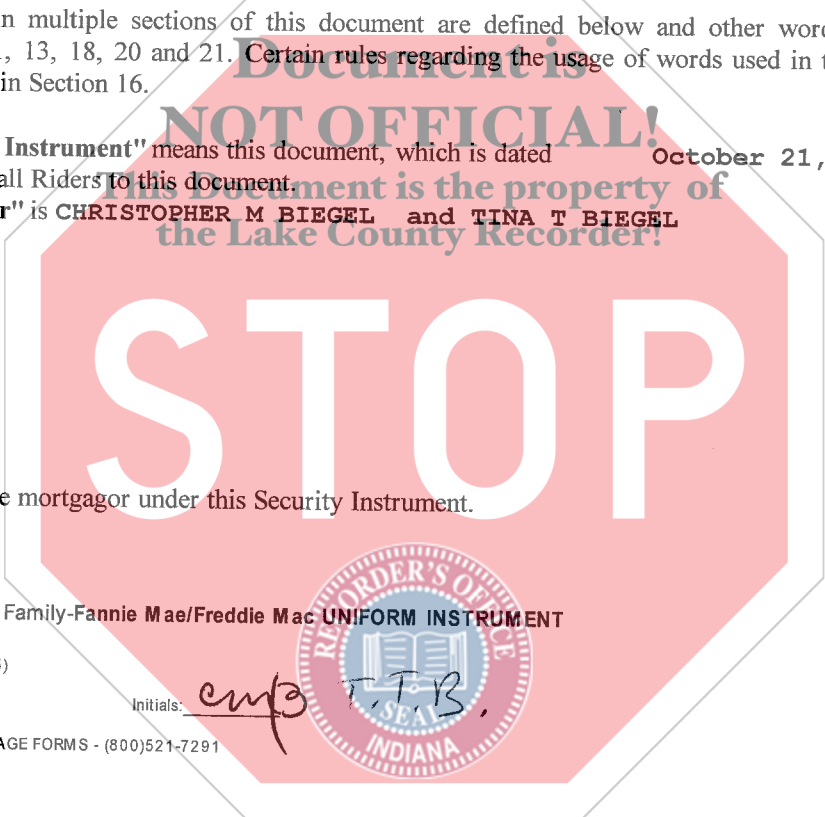 n multiple sections of this document are defined below and other word
, 13, 18, 20 and 21. Certain rules regarding the usage of words used in t
in Section 16.
Document is
NOT OFFICIAL!
Instrument" means this document, which is dated October 21,
all Riders to this document.
This Document is the property of
r" is CHRISTOPHER M BIEGEL and TINA T BIEGEL
the Lake County Recorder!
STOP
e mortgagor under this Security Instrument.
RECORDER'S OFFICE
Family-Fannie Mae/Freddie Mac UNIFORM INSTRUMENT
)
Initials: cmB T.T.B.
SEAL
INDIANA
AGE FORMS - (800)521-7291